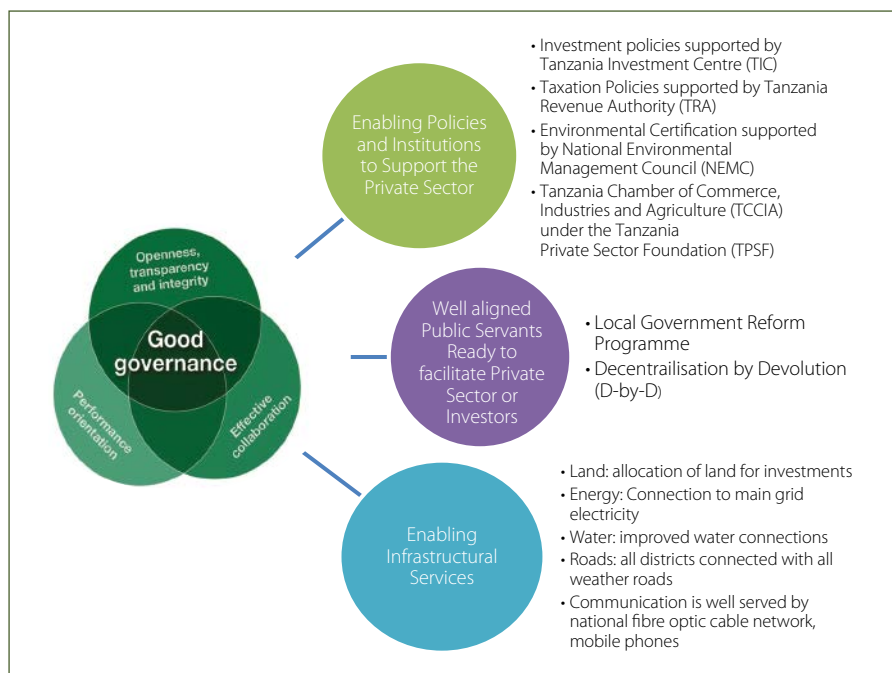 Openness,
transparency
and integrity
Good
governance
Performance
orientation
Effective
collaboration
Enabling Policies
and Institutions
to Support the
Private Sector
• Investment policies supported by
Tanzania Investment Centre (TIC)
• Taxation Policies supported by Tanzania
Revenue Authority (TRA)
• Environmental Certification supported
by National Environmental
Management Council (NEMC)
• Tanzania Chamber of Commerce,
Industries and Agriculture (TCCIA)
under the Tanzania
Private Sector Foundation (TPSF)
Well aligned
Public Servants
Ready to
facilitate Private
Sector or
Investors
• Local Government Reform
Programme
• Decentrailisation by Devolution
(D-by-D)
Enabling
Infrastructural
Services
• Land: allocation of land for investments
• Energy: Connection to main grid
electricity
• Water: improved water connections
• Roads: all districts connected with all
weather roads
• Communication is well served by
national fibre optic cable network,
mobile phones